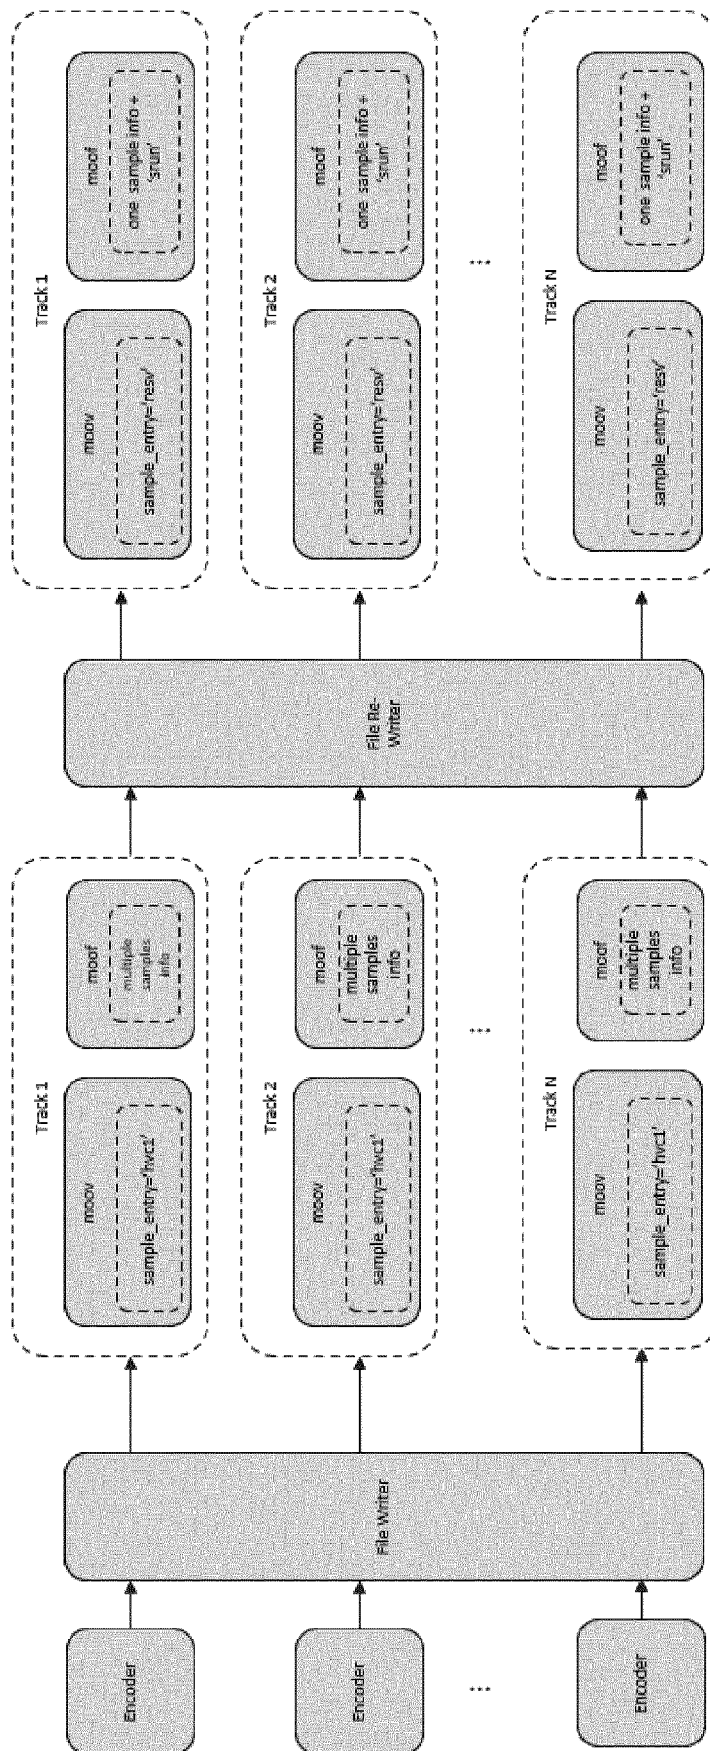 Encoder
Encoder
...
Encoder
File Writer
Track 1
moov
sample_entry='hvc1'
moof
multiple
samples
info
Track 2
moov
sample_entry='hvc1'
moof
multiple
samples
info
...
Track N
moov
sample_entry='hvc1'
moof
multiple
samples
info
File Re-
Writer
Track 1
moov
sample_entry='resv'
moof
one sample info +
'srun'
Track 2
moov
sample_entry='resv'
moof
one sample info +
'srun'
...
Track N
moov
sample_entry='resv'
moof
one sample info +
'srun'